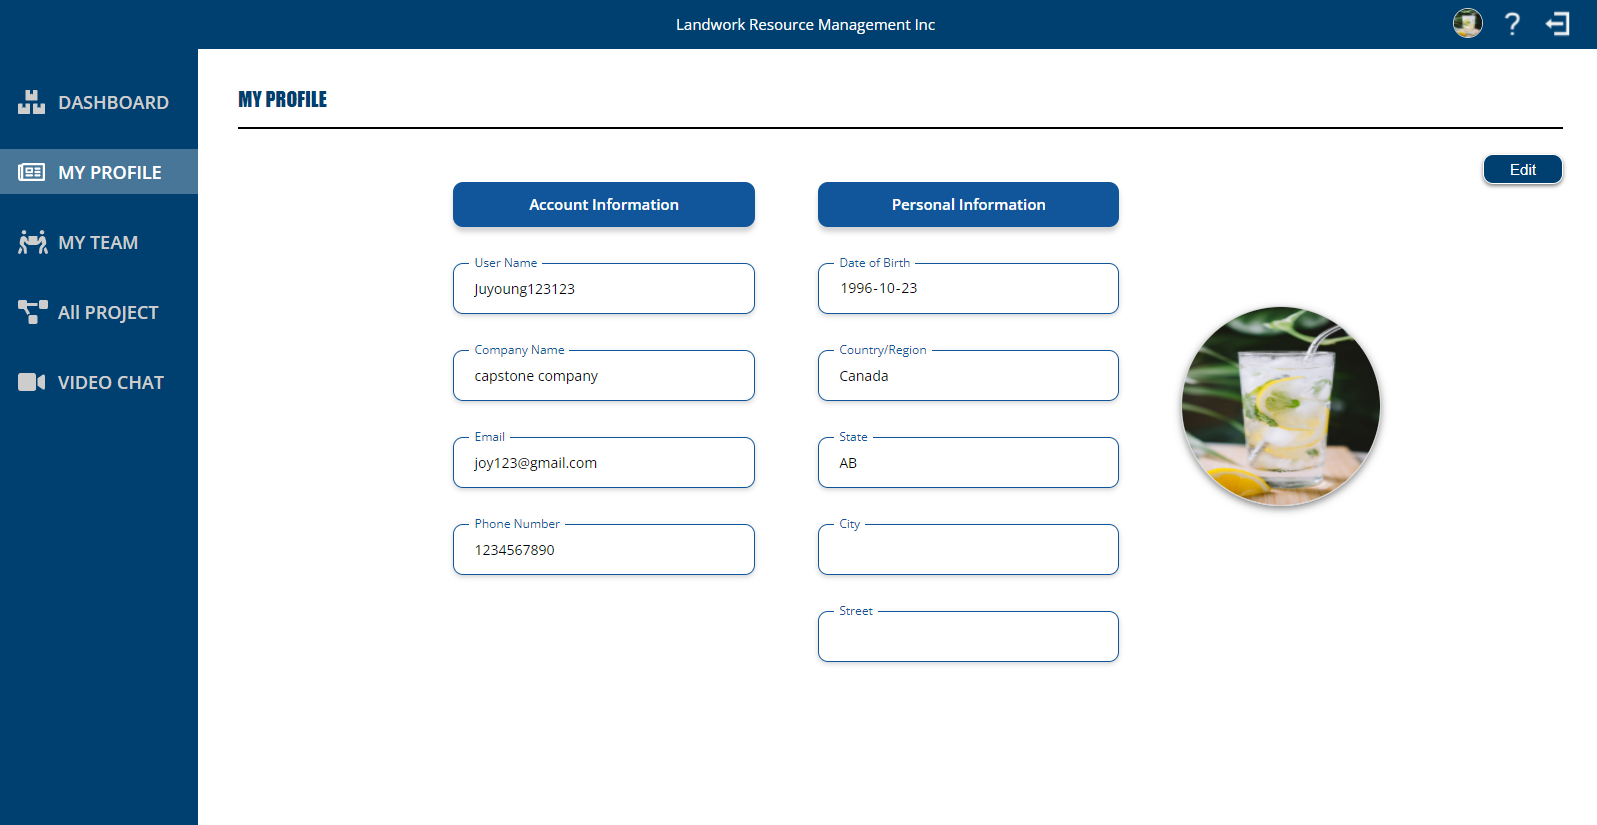 Landwork Resource Management Inc
?
DASHBOARD
MY PROFILE
MY TEAM
All PROJECT
VIDEO CHAT
MY PROFILE
Edit
Account Information
User Name
Juyoung123123
Company Name
capstone company
Email
joy123@gmail.com
Phone Number
1234567890
Personal Information
Date of Birth
1996-10-23
Country/Region
Canada
State
AB
City
Street